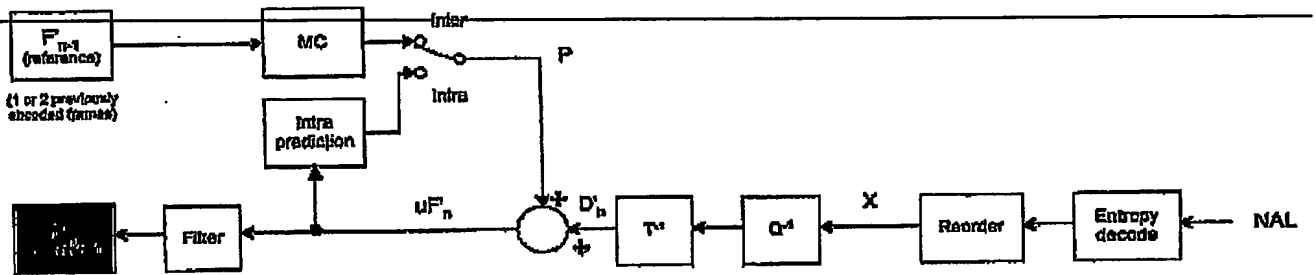 Inter
F'n-1
(reference)
MC
P
(1 or 2 previously
encoded frames)
Intra
Intra
prediction
+
D'n
uF'n
X
Filter
+
T-1
Q-1
Reorder
Entropy
decode
NAL